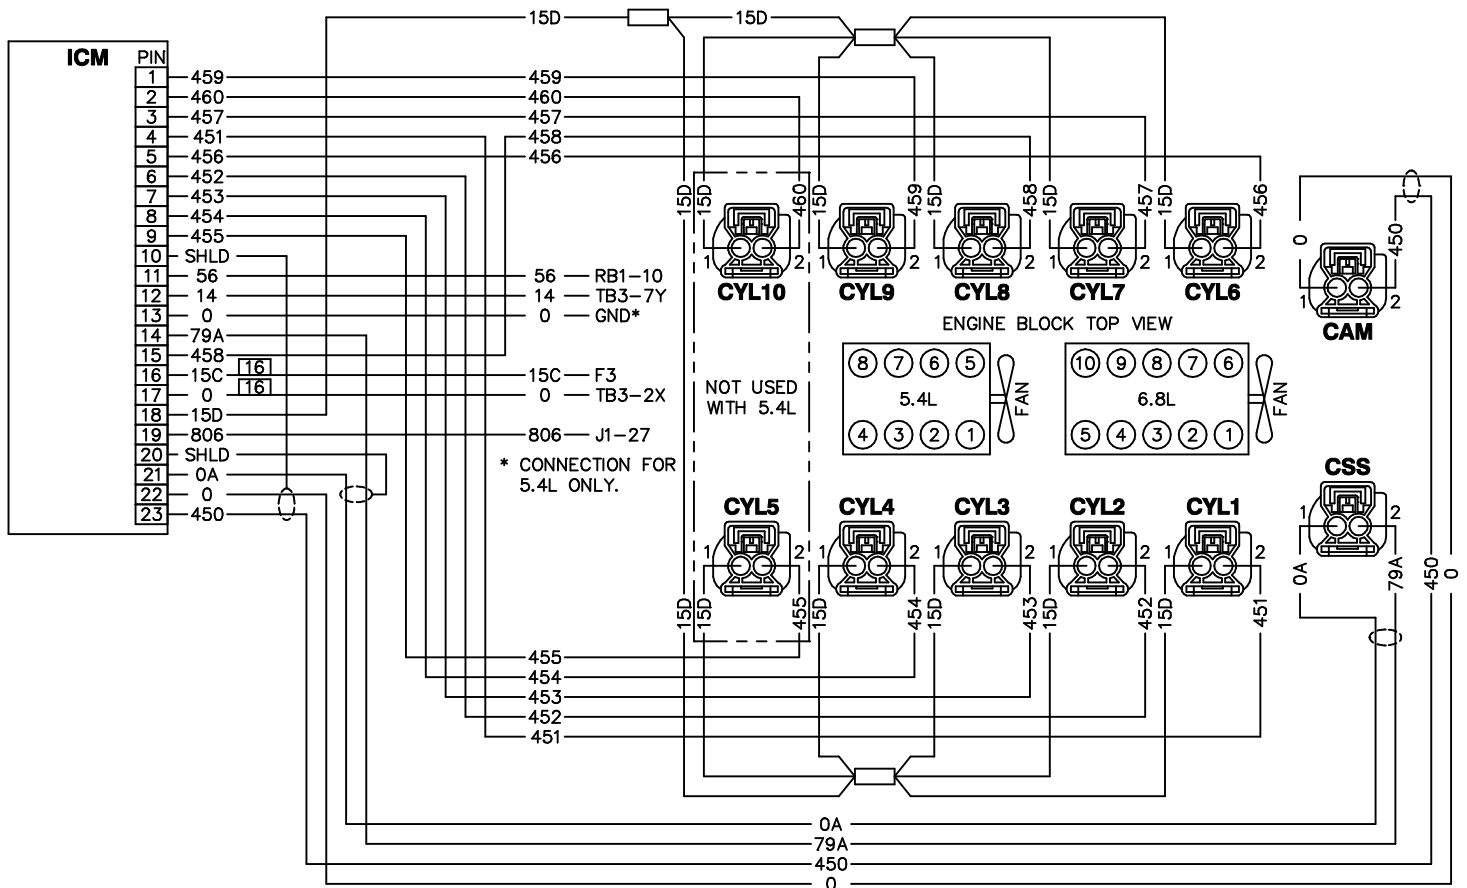 15D 15D
ICM PIN
1 459 459
2 460 460
3 457 457
4 451 458
5 456 456
6 452
7 453
8 454
9 455
10 SHLD
11 56 56 RB1-10
12 14 14 TB3-7Y
13 0 0 GND*
14 79A
15 458
16 15C 16 15C F3
17 0 16 0 TB3-2X
18 15D
19 806 806 J1-27
20 SHLD
21 0A
22 0
23 450
* CONNECTION FOR
5.4L ONLY.
15D 15D 460 15D 459 15D 458 15D 457 15D 456
1 2 1 2 1 2 1 2 1 2
CYL10 CYL9 CYL8 CYL7 CYL6
0 450
1 2
CAM
ENGINE BLOCK TOP VIEW
NOT USED
WITH 5.4L
8 7 6 5
5.4L
4 3 2 1
FAN
10 9 8 7 6
6.8L
5 4 3 2 1
FAN
CSS
1 2
0A 79A 450 0
CYL5 CYL4 CYL3 CYL2 CYL1
1 2 1 2 1 2 1 2 1 2
15D 15D 455 15D 454 15D 453 15D 452 15D 451
455
454
453
452
451
0A
79A
450
0